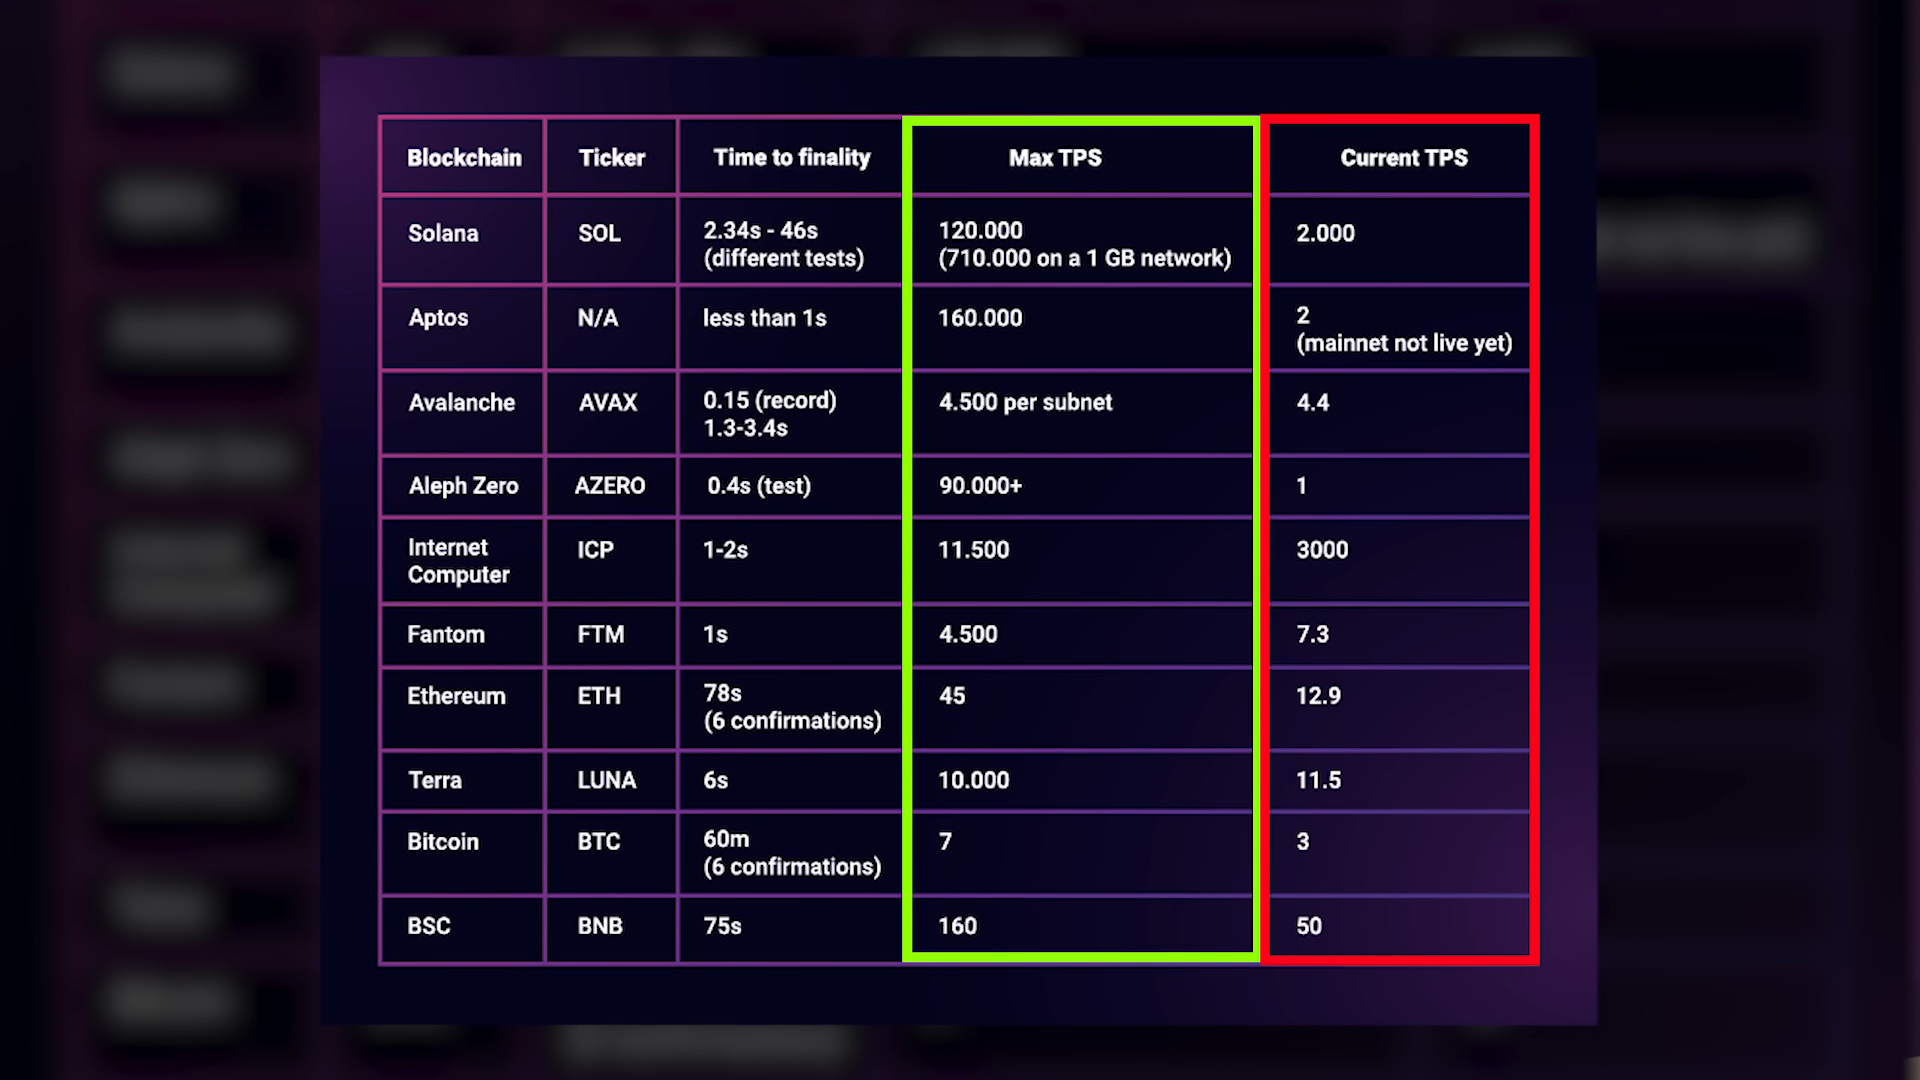 Blockchain Ticker Time to finality Max TPS Current TPS
Solana SOL 2.34s - 46s 120.000 2.000
(different tests) (710.000 on a 1 GB network)
Aptos N/A less than 1s 160.000 2
(mainnet not live yet)
Avalanche AVAX 0.15 (record) 4.500 per subnet 4.4
1.3-3.4s
Aleph Zero AZERO 0.4s (test) 90.000+ 1
Internet ICP 1-2s 11.500 3000
Computer
Fantom FTM 1s 4.500 7.3
Ethereum ETH 78s 45 12.9
(6 confirmations)
Terra LUNA 6s 10.000 11.5
Bitcoin BTC 60m 7 3
(6 confirmations)
BSC BNB 75s 160 50